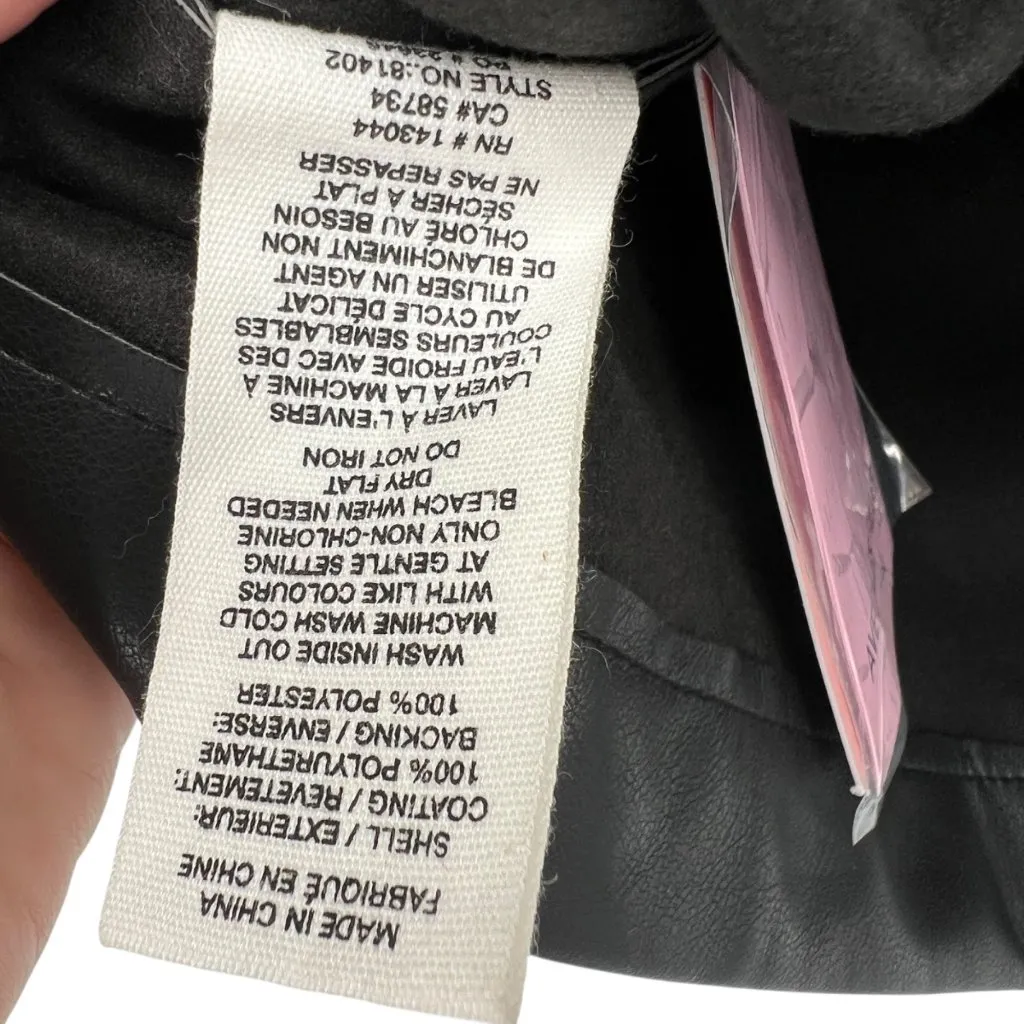 MADE IN CHINA
FABRIQUÉ EN CHINE
SHELL / EXTERIEUR:
COATING / REVETEMENT:
100% POLYURETHANE
BACKING / ENVERSE:
100% POLYESTER
WASH INSIDE OUT
MACHINE WASH COLD
WITH LIKE COLOURS
AT GENTLE SETTING
ONLY NON-CHLORINE
BLEACH WHEN NEEDED
DRY FLAT
DO NOT IRON
LAVER À L'ENVERS
LAVER A LA MACHINE À
L'EAU FROIDE AVEC DES
COULEURS SEMBLABLES
AU CYCLE DÉLICAT
UTILISER UN AGENT
DE BLANCHIMENT NON
CHLORÉ AU BESOIN
SÉCHER À PLAT
NE PAS REPASSER
RN # 143044
CA# 58734
STYLE NO.:81402